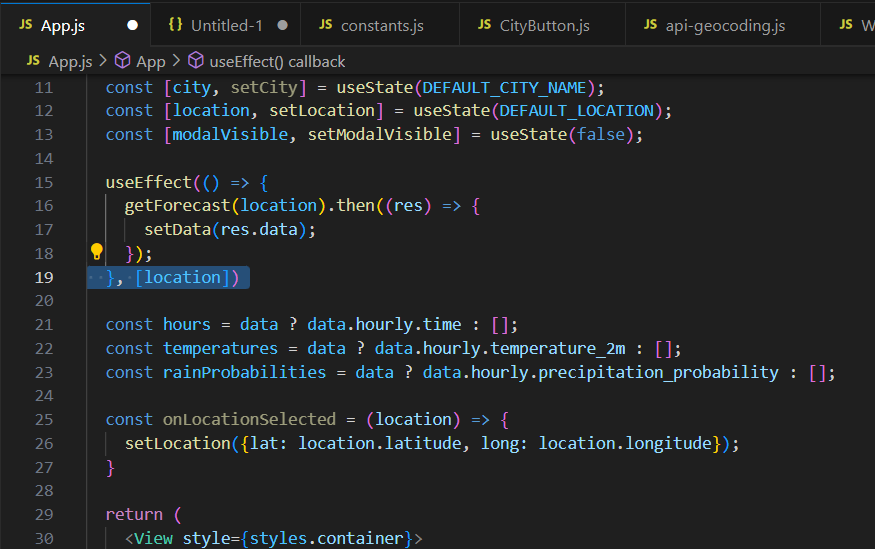 JS App.js ● {} Untitled-1 ● JS constants.js JS CityButton.js JS api-geocoding.js JS W
JS App.js > App > useEffect() callback
11 const [city, setCity] = useState(DEFAULT_CITY_NAME);
12 const [location, setLocation] = useState(DEFAULT_LOCATION);
13 const [modalVisible, setModalVisible] = useState(false);
14
15 useEffect(() => {
16 getForecast(location).then((res) => {
17 setData(res.data);
18 });
19 }, [location])
20
21 const hours = data ? data.hourly.time : [];
22 const temperatures = data ? data.hourly.temperature_2m : [];
23 const rainProbabilities = data ? data.hourly.precipitation_probability : [];
24
25 const onLocationSelected = (location) => {
26 setLocation({lat: location.latitude, long: location.longitude});
27 }
28
29 return (
30 <View style={styles.container}>